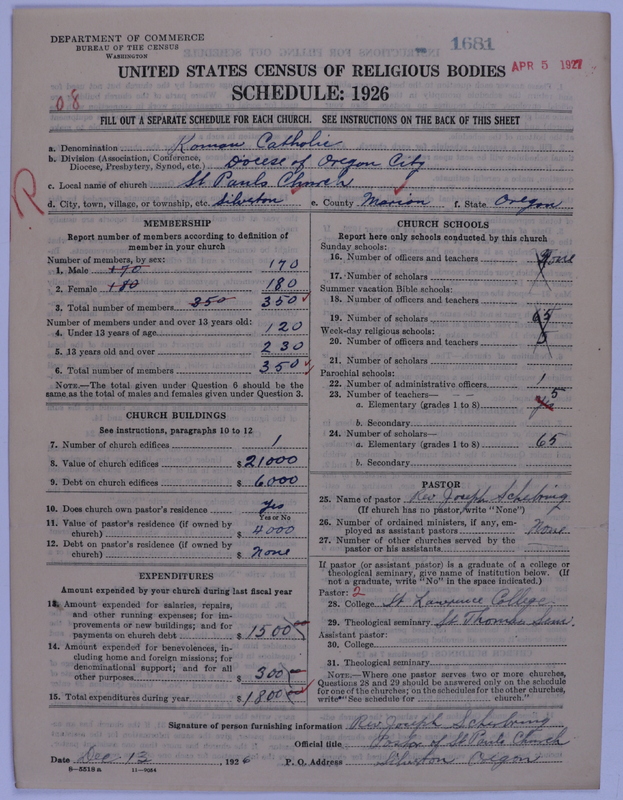 DEPARTMENT OF COMMERCE
BUREAU OF THE CENSUS
WASHINGTON
1681
UNITED STATES CENSUS OF RELIGIOUS BODIES
APR 5 1927
SCHEDULE: 1926
08
FILL OUT A SEPARATE SCHEDULE FOR EACH CHURCH. SEE INSTRUCTIONS ON THE BACK OF THIS SHEET
a. Denomination Roman Catholic
b. Division (Association, Conference, Diocese, Presbytery, Synod, etc.) Diocese of Oregon City
c. Local name of church St Pauls Church
R
d. City, town, village, or township, etc. Silverton e. County Marion f. State Oregon
MEMBERSHIP
Report number of members according to definition of
member in your church
Number of members, by sex:
1. Male 170 170
2. Female 180 180
3. Total number of members 350 350
Number of members under and over 13 years old:
4. Under 13 years of age 120
5. 13 years old and over 230
6. Total number of members 350
NOTE.—The total given under Question 6 should be
same as the total of males and females given under Question 3.
CHURCH BUILDINGS
See instructions, paragraphs 10 to 12
7. Number of church edifices 1
8. Value of church edifices $ 21000
9. Debt on church edifices $ 6000
10. Does church own pastor's residence yes
Yes or No
11. Value of pastor's residence (if owned by
church) $ 4000
12. Debt on pastor's residence (if owned by
church) $ none
EXPENDITURES
Amount expended by your church during last fiscal year
13. Amount expended for salaries, repairs,
and other running expenses; for im-
provements or new buildings; and for
payments on church debt $ 1500
14. Amount expended for benevolences, in-
cluding home and foreign missions; for
denominational support; and for all
other purposes $ 300
15. Total expenditures during year $ 1800
CHURCH SCHOOLS
Report here only schools conducted by this church
Sunday schools:
16. Number of officers and teachers None
17. Number of scholars
Summer vacation Bible schools:
18. Number of officers and teachers
19. Number of scholars 65
Week-day religious schools:
20. Number of officers and teachers 5
21. Number of scholars
Parochial schools:
22. Number of administrative officers 1
23. Number of teachers— 5
a. Elementary (grades 1 to 8)
b. Secondary
24. Number of scholars—
a. Elementary (grades 1 to 8) 65
b. Secondary
PASTOR
25. Name of pastor Rev Joseph Scherbring
(If church has no pastor, write "None")
26. Number of ordained ministers, if any, em-
ployed as assistant pastors None
27. Number of other churches served by the
pastor or his assistants
If pastor (or assistant pastor) is a graduate of a college or
theological seminary, give name of institution below. (If
not a graduate, write "No" in the space indicated.)
Pastor: 2
28. College St Lawrence College
29. Theological seminary St Thomas Sem.
Assistant pastor:
30. College
31. Theological seminary
NOTE.—Where one pastor serves two or more churches,
Questions 28 and 29 should be answered only on the schedule
for one of the churches; on the schedules for the other churches,
write "See schedule for church."
Signature of person furnishing information Rev Joseph Scherbring
Official title Pastor of St Pauls Church
Date Dec 13, 1926 P. O. Address Silverton Oregon
8—5518 a 11—9064